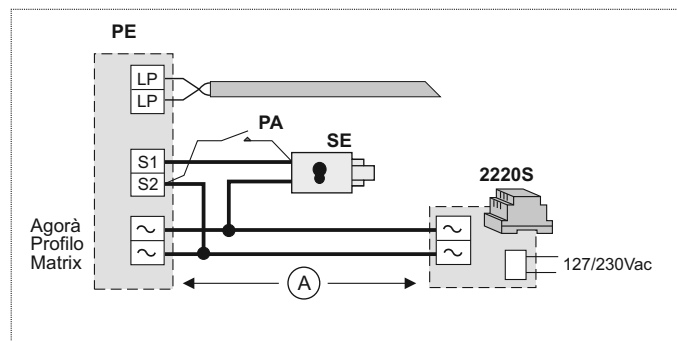 PE
LP
LP
PA
SE
S1
S2
2220S
Agorà
Profilo
Matrix
~
~
~
~
127/230Vac
A